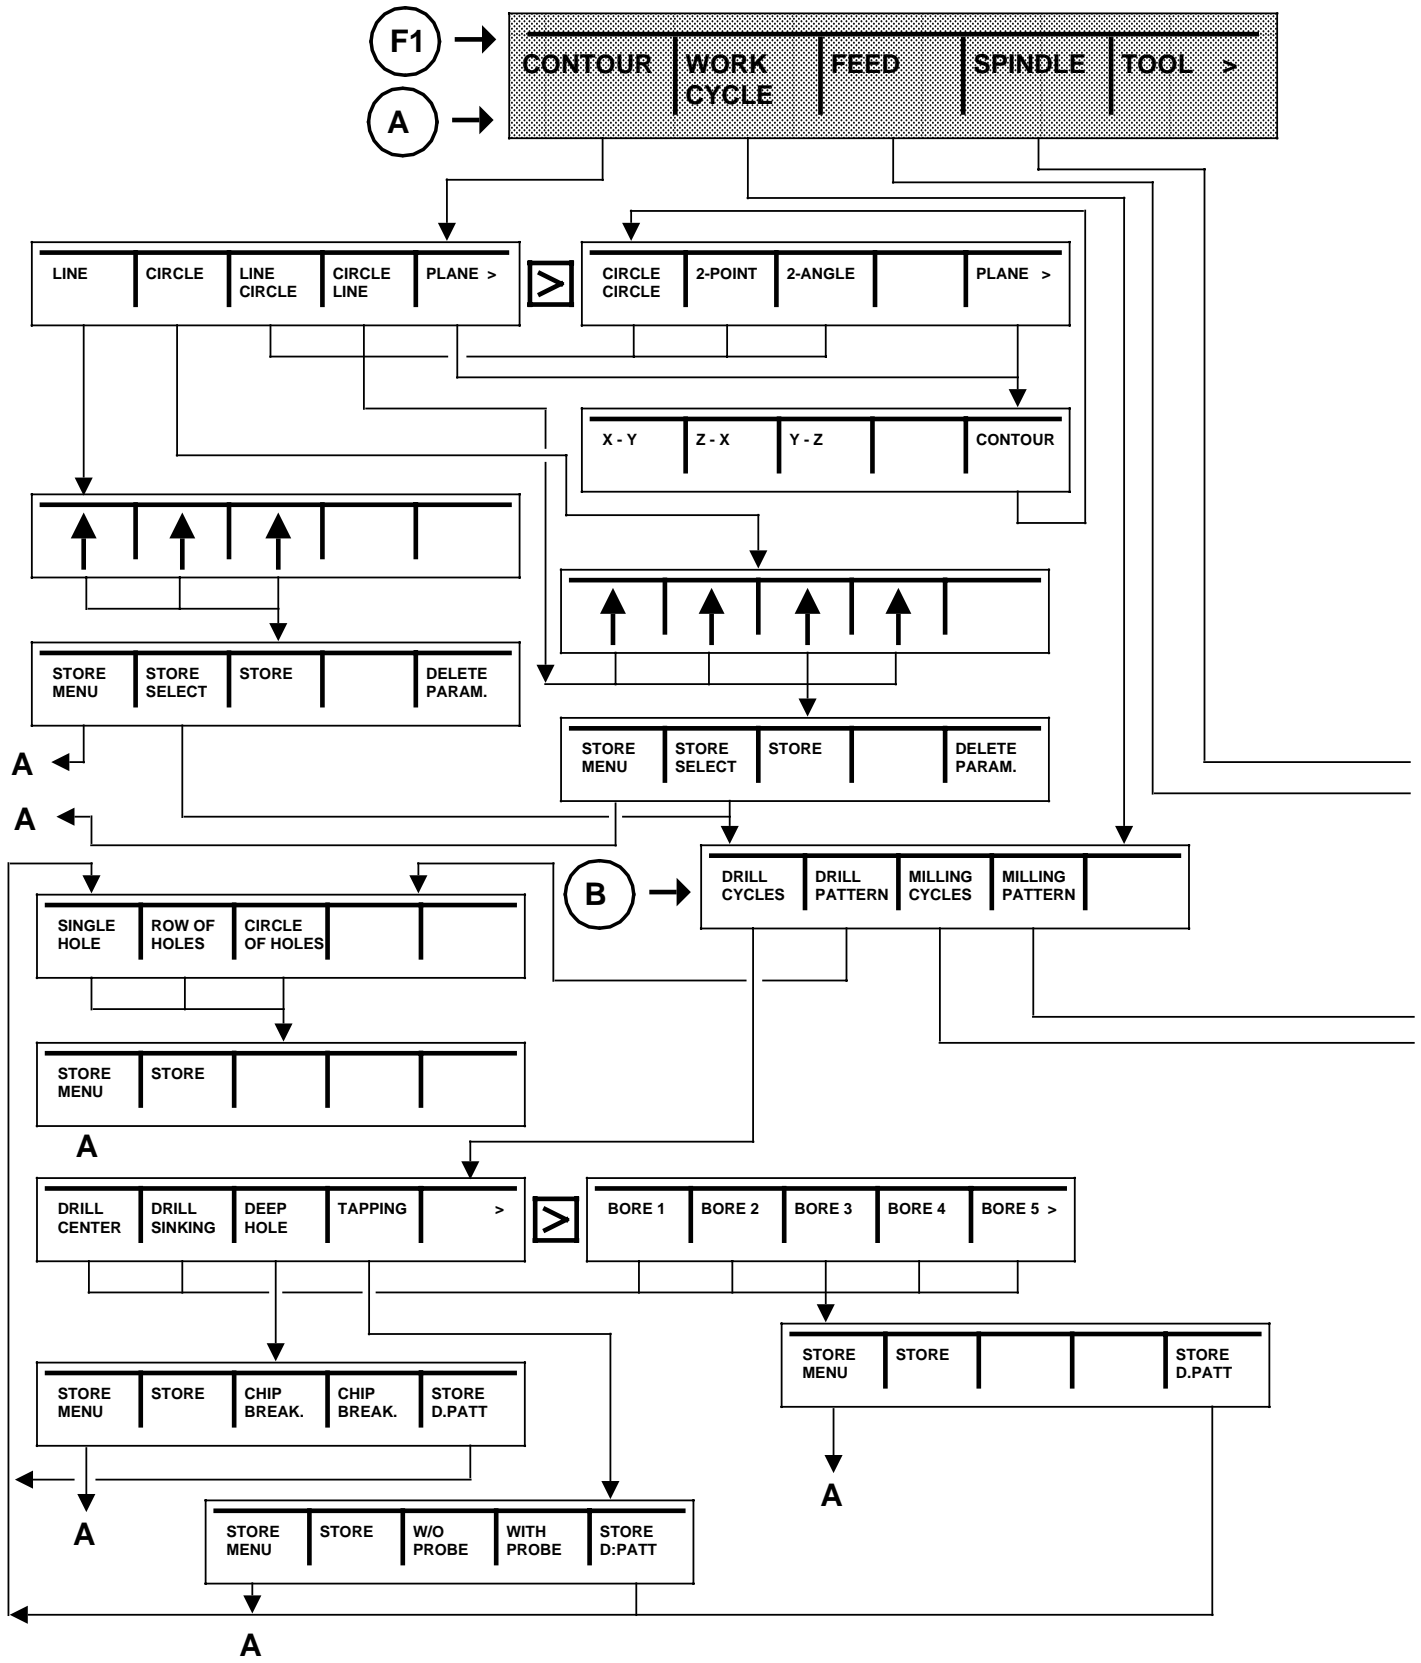 F1
CONTOUR WORK FEED SPINDLE TOOL >
CYCLE
A
LINE CIRCLE LINE CIRCLE PLANE >
CIRCLE LINE
>
CIRCLE 2-POINT 2-ANGLE PLANE >
CIRCLE
X - Y Z - X Y - Z CONTOUR
STORE STORE STORE DELETE
MENU SELECT PARAM.
A
STORE STORE STORE DELETE
MENU SELECT PARAM.
A
B
DRILL DRILL MILLING MILLING
CYCLES PATTERN CYCLES PATTERN
SINGLE ROW OF CIRCLE
HOLE HOLES OF HOLES
STORE STORE
MENU
A
DRILL DRILL DEEP TAPPING >
CENTER SINKING HOLE
>
BORE 1 BORE 2 BORE 3 BORE 4 BORE 5 >
STORE STORE STORE
MENU D.PATT
A
STORE STORE CHIP CHIP STORE
MENU BREAK. BREAK. D.PATT
A
STORE STORE W/O WITH STORE
MENU PROBE PROBE D:PATT
A